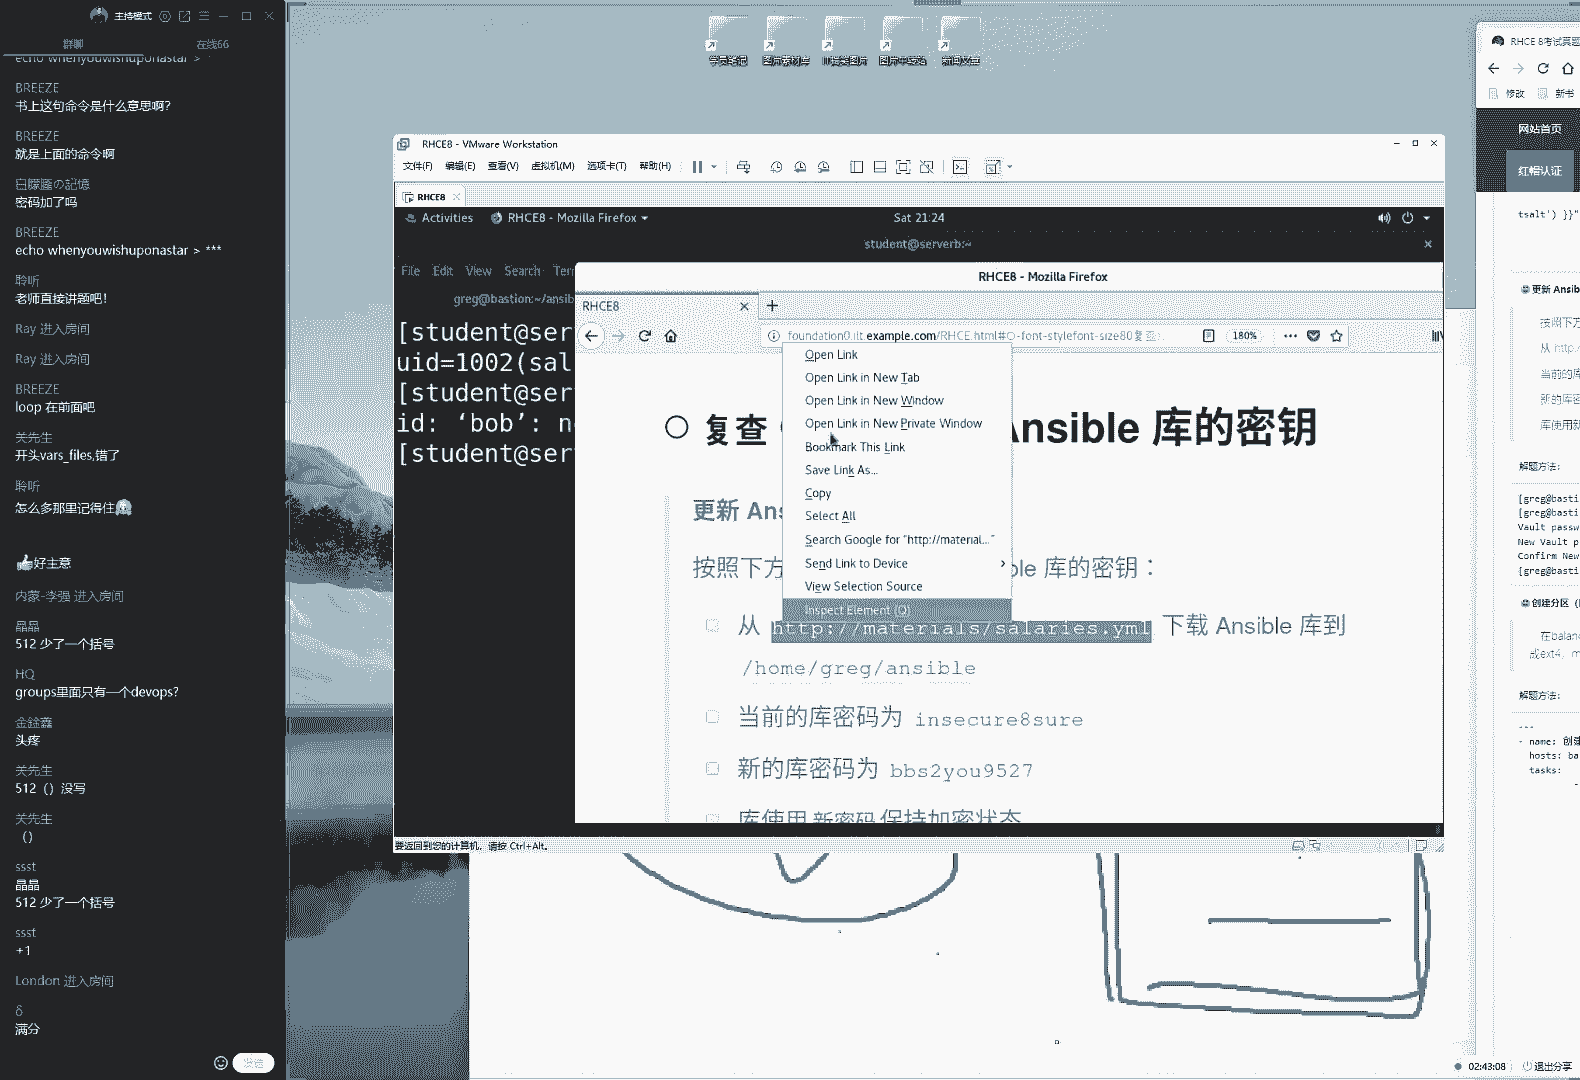 主持模式
群聊
在线66
echo whenyouwishuponastar >
BREEZE
书上这句命令是什么意思啊?
BREEZE
就是上面的命令啊
密码加了吗
BREEZE
echo whenyouwishuponastar > ***
聆听
老师直接讲题吧!
Ray 进入房间
Ray 进入房间
BREEZE
loop 在前面吧
关先生
开头vars_files,错了
聆听
怎么多那里记得住
好主意
内蒙-李强 进入房间
晶晶
512 少了一个括号
HQ
groups里面只有一个devops?
头疼
关先生
512（）没写
关先生
（）
ssst
晶晶
512 少了一个括号
ssst
+1
London 进入房间
δ
满分
发送
学员笔记
图片素材库
IT搞笑图片
图片中转站
新闻文章
RHCE8 - VMware Workstation
文件(F) 编辑(E) 查看(V) 虚拟机(M) 选项卡(T) 帮助(H)
RHCE8
Activities
RHCE8 - Mozilla Firefox
Sat 21:24
student@serverb:~
File Edit View Search Ter
greg@bastion:~/ansib
[student@ser
uid=1002(sal
[student@ser
id: ‘bob’: n
[student@ser
RHCE8 - Mozilla Firefox
RHCE8
foundation0.ilt.example.com/RHCE.html#○-font-stylefont-size80复查
180%
Open Link
Open Link in New Tab
Open Link in New Window
Open Link in New Private Window
Bookmark This Link
Save Link As...
Copy
Select All
Search Google for “http://material...”
Send Link to Device
View Selection Source
Inspect Element (Q)
复查
Ansible 库的密钥
更新 Ans
按照下方
ble 库的密钥：
从 http://materials/salaries.yml 下载 Ansible 库到
/home/greg/ansible
当前的库密码为 insecure8sure
新的库密码为 bbs2you9527
库使用新密码保持加密状态
要返回到您的计算机，请按 Ctrl+Alt。
RHCE 8考试真题
修改
新书
网站首页
红帽认证
tsalt') }}"
更新 Ansib
按照下方
从 http:/
当前的库
新的库密
库使用新
解题方法:
[greg@basti
[greg@basti
Vault passw
New Vault p
Confirm New
[greg@basti
创建分区（
在balanc
成ext4, m
解题方法:
---
- name: 创建
hosts: ba
tasks:
-
02:43:08
退出分享